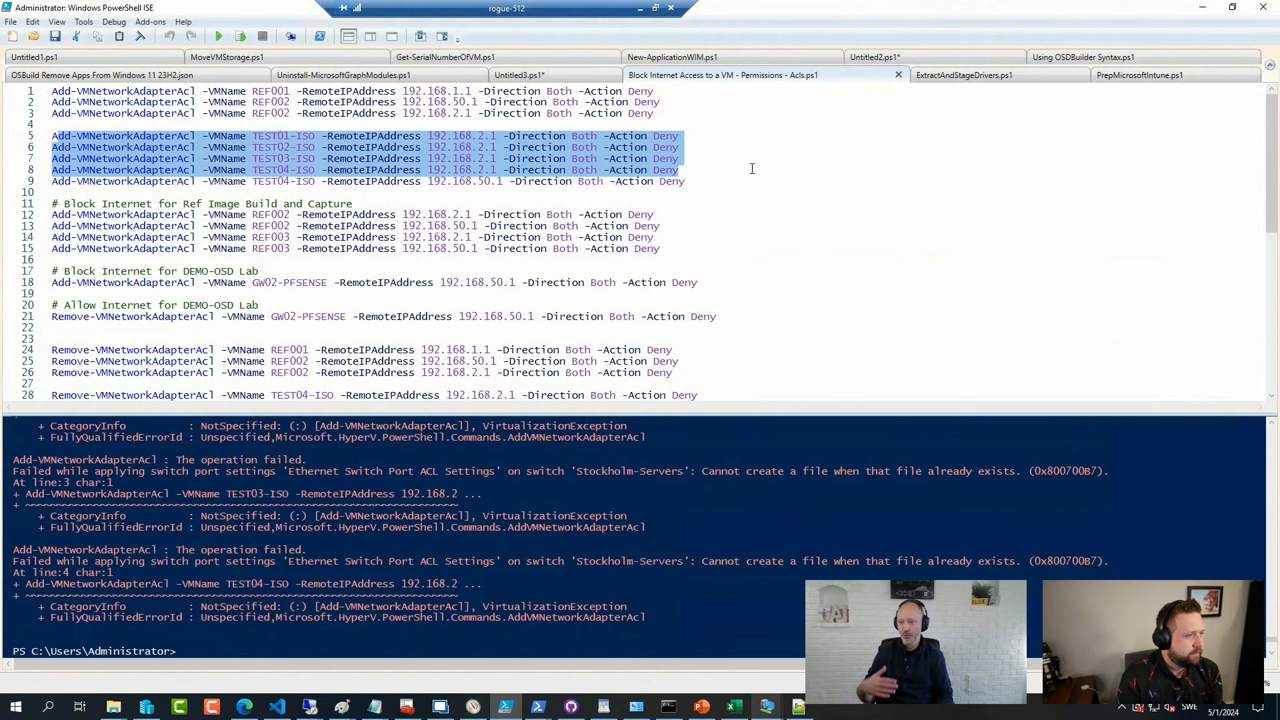 Administrator: Windows PowerShell ISE
rogue-512
File Edit View Tools Debug Add-ons Help
Untitled1.ps1 MoveVMStorage.ps1 Get-SerialNumberOfVM.ps1 New-ApplicationWIM.ps1 Untitled2.ps1* Using OSDBuilder Syntax.ps1
OSBuild Remove Apps From Windows 11 23H2.json Uninstall-MicrosoftGraphModules.ps1 Untitled3.ps1* Block Internet Access to a VM - Permissions - Acls.ps1 ExtractAndStageDrivers.ps1 PrepMicrosoftIntune.ps1
1 Add-VMNetworkAdapterAcl -VMName REF001 -RemoteIPAddress 192.168.1.1 -Direction Both -Action Deny
2 Add-VMNetworkAdapterAcl -VMName REF002 -RemoteIPAddress 192.168.50.1 -Direction Both -Action Deny
3 Add-VMNetworkAdapterAcl -VMName REF002 -RemoteIPAddress 192.168.2.1 -Direction Both -Action Deny
4
5 Add-VMNetworkAdapterAcl -VMName TEST01-ISO -RemoteIPAddress 192.168.2.1 -Direction Both -Action Deny
6 Add-VMNetworkAdapterAcl -VMName TEST02-ISO -RemoteIPAddress 192.168.2.1 -Direction Both -Action Deny
7 Add-VMNetworkAdapterAcl -VMName TEST03-ISO -RemoteIPAddress 192.168.2.1 -Direction Both -Action Deny
8 Add-VMNetworkAdapterAcl -VMName TEST04-ISO -RemoteIPAddress 192.168.2.1 -Direction Both -Action Deny
9 Add-VMNetworkAdapterAcl -VMName TEST04-ISO -RemoteIPAddress 192.168.50.1 -Direction Both -Action Deny
10
11 # Block Internet for Ref Image Build and Capture
12 Add-VMNetworkAdapterAcl -VMName REF002 -RemoteIPAddress 192.168.2.1 -Direction Both -Action Deny
13 Add-VMNetworkAdapterAcl -VMName REF002 -RemoteIPAddress 192.168.50.1 -Direction Both -Action Deny
14 Add-VMNetworkAdapterAcl -VMName REF003 -RemoteIPAddress 192.168.2.1 -Direction Both -Action Deny
15 Add-VMNetworkAdapterAcl -VMName REF003 -RemoteIPAddress 192.168.50.1 -Direction Both -Action Deny
16
17 # Block Internet for DEMO-OSD Lab
18 Add-VMNetworkAdapterAcl -VMName GW02-PFSENSE -RemoteIPAddress 192.168.50.1 -Direction Both -Action Deny
19
20 # Allow Internet for DEMO-OSD Lab
21 Remove-VMNetworkAdapterAcl -VMName GW02-PFSENSE -RemoteIPAddress 192.168.50.1 -Direction Both -Action Deny
22
23
24 Remove-VMNetworkAdapterAcl -VMName REF001 -RemoteIPAddress 192.168.1.1 -Direction Both -Action Deny
25 Remove-VMNetworkAdapterAcl -VMName REF002 -RemoteIPAddress 192.168.50.1 -Direction Both -Action Deny
26 Remove-VMNetworkAdapterAcl -VMName REF002 -RemoteIPAddress 192.168.2.1 -Direction Both -Action Deny
27
28 Remove-VMNetworkAdapterAcl -VMName TEST04-ISO -RemoteIPAddress 192.168.2.1 -Direction Both -Action Deny
+ CategoryInfo : NotSpecified: (:) [Add-VMNetworkAdapterAcl], VirtualizationException
+ FullyQualifiedErrorId : Unspecified,Microsoft.HyperV.PowerShell.Commands.AddVMNetworkAdapterAcl
Add-VMNetworkAdapterAcl : The operation failed.
Failed while applying switch port settings 'Ethernet Switch Port ACL Settings' on switch 'Stockholm-Servers': Cannot create a file when that file already exists. (0x800700B7).
At line:3 char:1
+ Add-VMNetworkAdapterAcl -VMName TEST03-ISO -RemoteIPAddress 192.168.2 ...
+ ~~~~~~~~~~~~~~~~~~~~~~~~~~~~~~~~~~~~~~~~~~~~~~~~~~~~~~~~~~~~~~~~~~~~~
+ CategoryInfo : NotSpecified: (:) [Add-VMNetworkAdapterAcl], VirtualizationException
+ FullyQualifiedErrorId : Unspecified,Microsoft.HyperV.PowerShell.Commands.AddVMNetworkAdapterAcl
Add-VMNetworkAdapterAcl : The operation failed.
Failed while applying switch port settings 'Ethernet Switch Port ACL Settings' on switch 'Stockholm-Servers': Cannot create a file when that file already exists. (0x800700B7).
At line:4 char:1
+ Add-VMNetworkAdapterAcl -VMName TEST04-ISO -RemoteIPAddress 192.168.2 ...
+ ~~~~~~~~~~~~~~~~~~~~~~~~~~~~~~~~~~~~~~~~~~~~~~~~~~~~~~~~~~~~~~~~~~~~~
+ CategoryInfo : NotSpecified: (:) [Add-VMNetworkAdapterAcl], VirtualizationException
+ FullyQualifiedErrorId : Unspecified,Microsoft.HyperV.PowerShell.Commands.AddVMNetworkAdapterAcl
PS C:\Users\Administrator>
SWE
5/1/2024